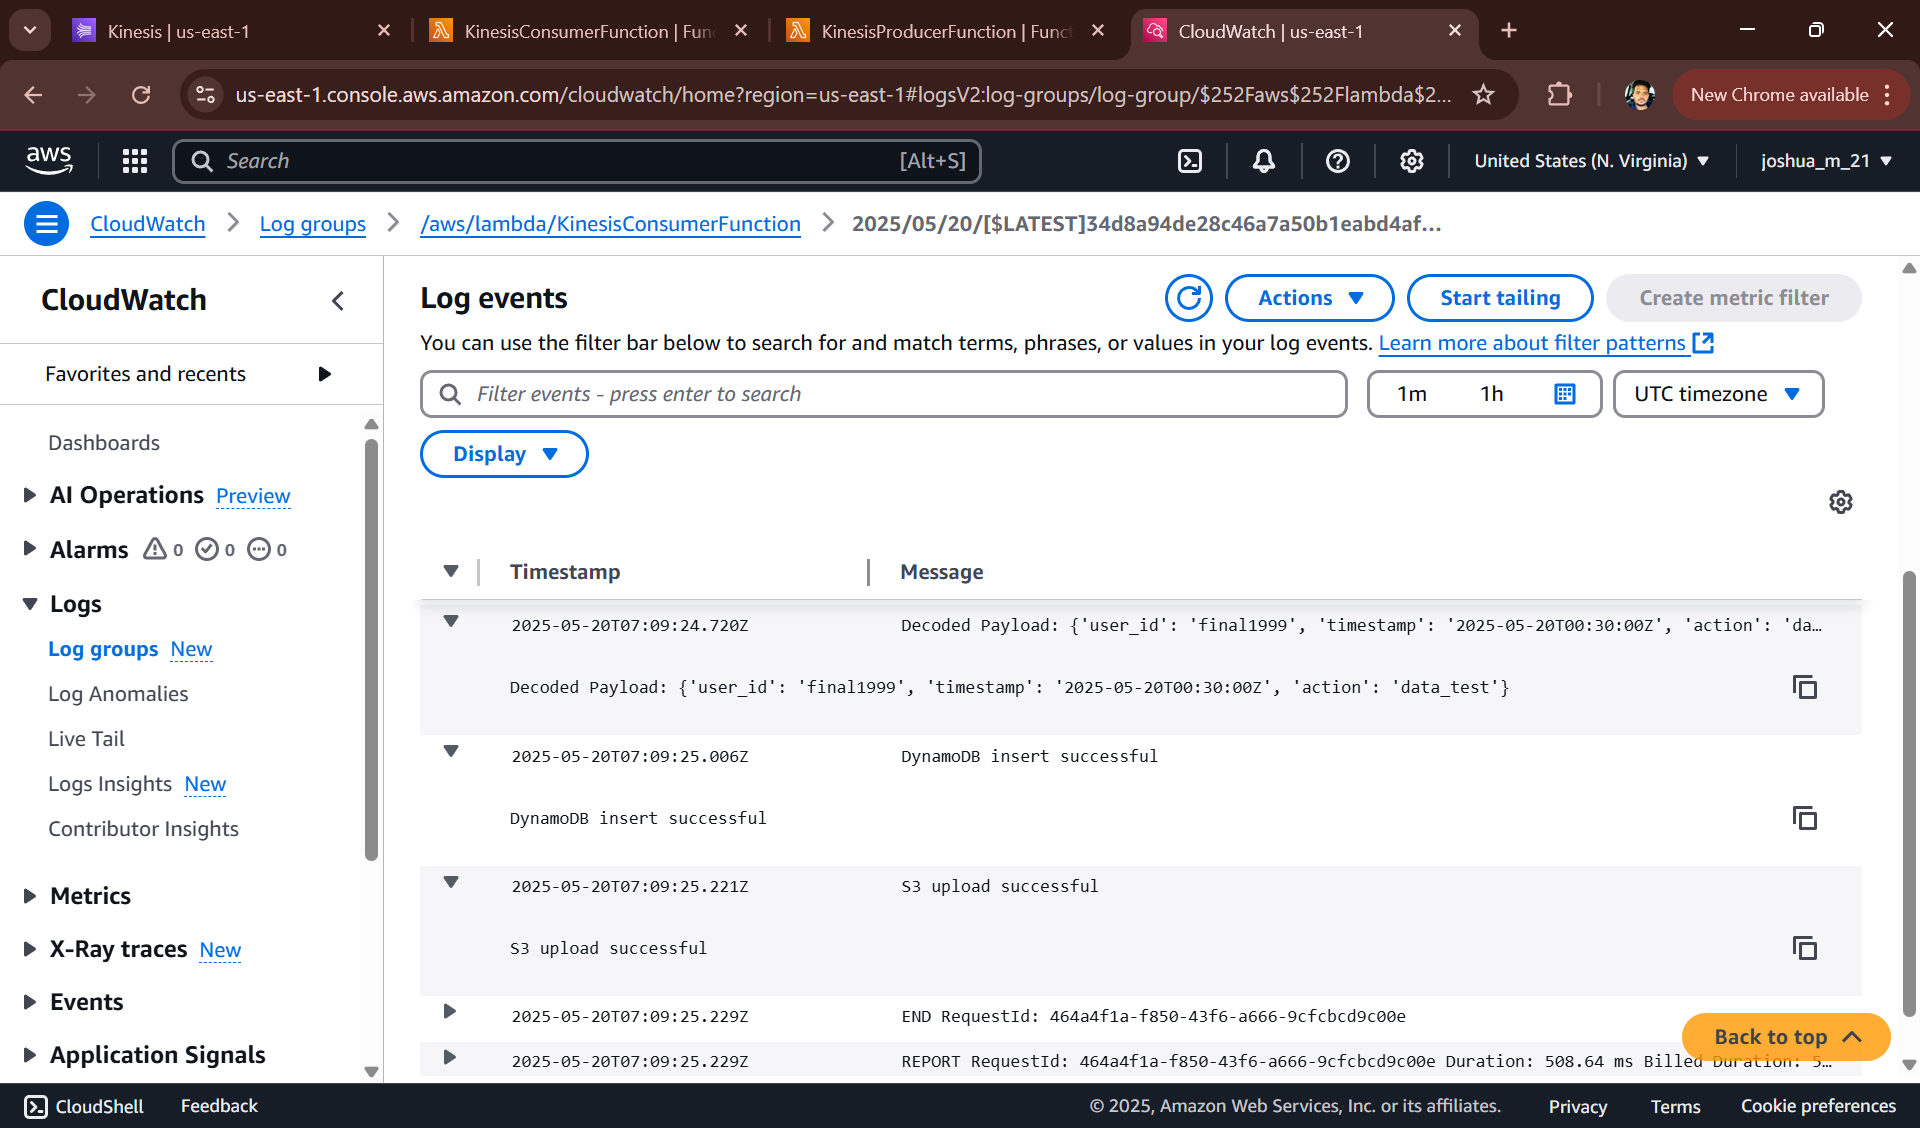 Kinesis | us-east-1
KinesisConsumerFunction | Func
KinesisProducerFunction | Funct
CloudWatch | us-east-1
us-east-1.console.aws.amazon.com/cloudwatch/home?region=us-east-1#logsV2:log-groups/log-group/$252Faws$252Flambda$2...
New Chrome available
aws
Search
[Alt+S]
United States (N. Virginia)
joshua_m_21
CloudWatch
Log groups
/aws/lambda/KinesisConsumerFunction
2025/05/20/[$LATEST]34d8a94de28c46a7a50b1eabd4af...
CloudWatch
Favorites and recents
Dashboards
AI Operations Preview
Alarms 0 0 0
Logs
Log groups New
Log Anomalies
Live Tail
Logs Insights New
Contributor Insights
Metrics
X-Ray traces New
Events
Application Signals
Log events
Actions
Start tailing
Create metric filter
You can use the filter bar below to search for and match terms, phrases, or values in your log events. Learn more about filter patterns
Filter events - press enter to search
1m
1h
UTC timezone
Display
Timestamp
Message
2025-05-20T07:09:24.720Z
Decoded Payload: {'user_id': 'final1999', 'timestamp': '2025-05-20T00:30:00Z', 'action': 'da...
Decoded Payload: {'user_id': 'final1999', 'timestamp': '2025-05-20T00:30:00Z', 'action': 'data_test'}
2025-05-20T07:09:25.006Z
DynamoDB insert successful
DynamoDB insert successful
2025-05-20T07:09:25.221Z
S3 upload successful
S3 upload successful
2025-05-20T07:09:25.229Z
END RequestId: 464a4f1a-f850-43f6-a666-9cfcbcd9c00e
2025-05-20T07:09:25.229Z
REPORT RequestId: 464a4f1a-f850-43f6-a666-9cfcbcd9c00e Duration: 508.64 ms Billed Duration: 5...
Back to top
CloudShell
Feedback
© 2025, Amazon Web Services, Inc. or its affiliates.
Privacy
Terms
Cookie preferences